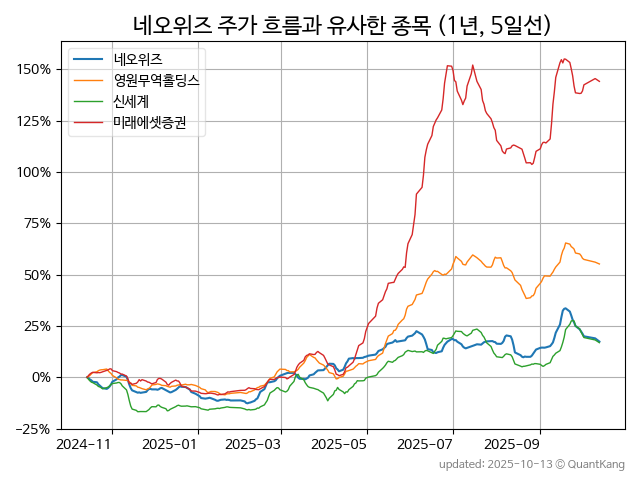 네오위즈 주가 흐름과 유사한 종목 (1년, 5일선)
네오위즈
영원무역홀딩스
신세계
미래에셋증권
150%
125%
100%
75%
50%
25%
0%
−25%
2024-11 2025-01 2025-03 2025-05 2025-07 2025-09
updated: 2025-10-13 © QuantKang